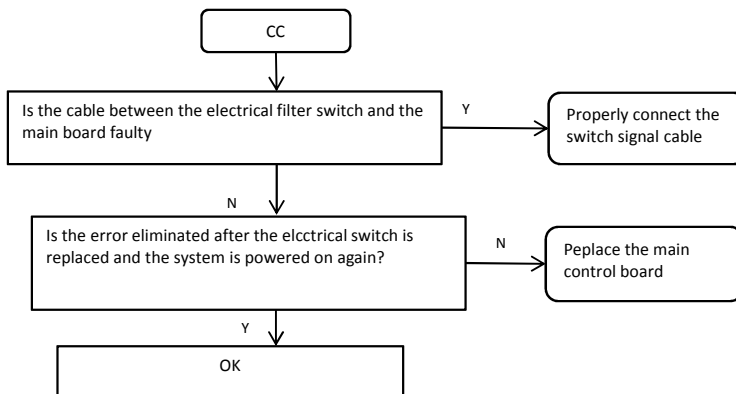 CC
Is the cable between the electrical filter switch and the
main board faulty
Y
Properly connect the
switch signal cable
N
Is the error eliminated after the elcctrical switch is
replaced and the system is powered on again?
N
Peplace the main
control board
Y
OK